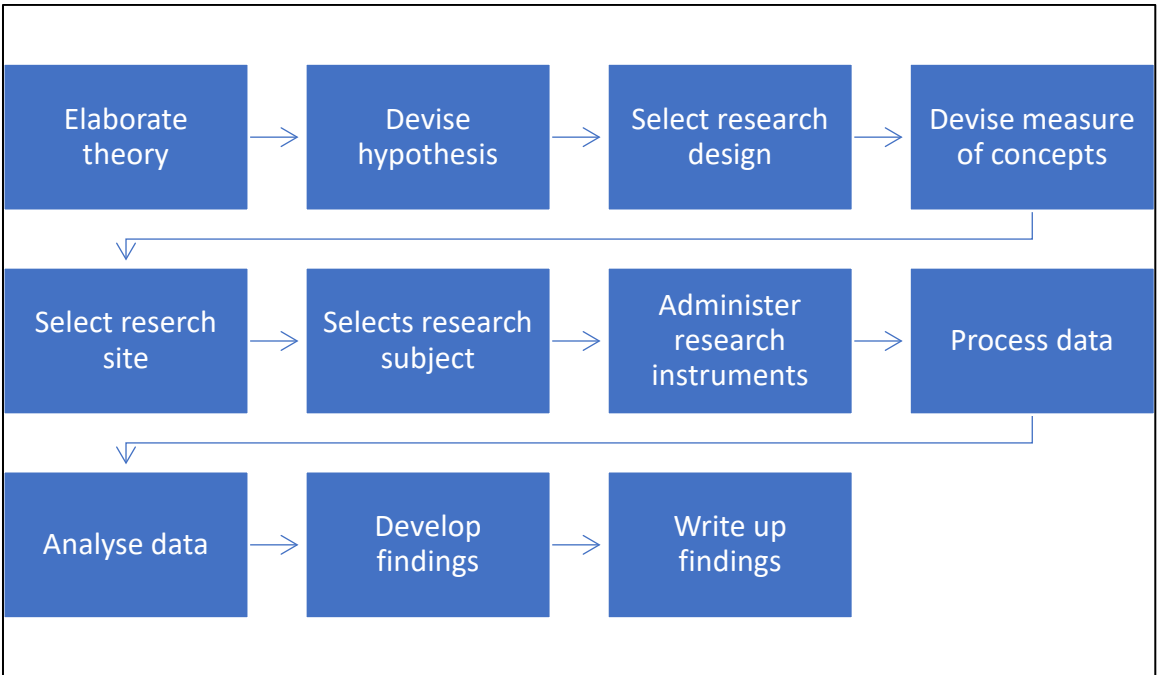 Elaborate
theory
Devise
hypothesis
Select research
design
Devise measure
of concepts
Select reserch
site
Selects research
subject
Administer
research
instruments
Process data
Analyse data
Develop
findings
Write up
findings